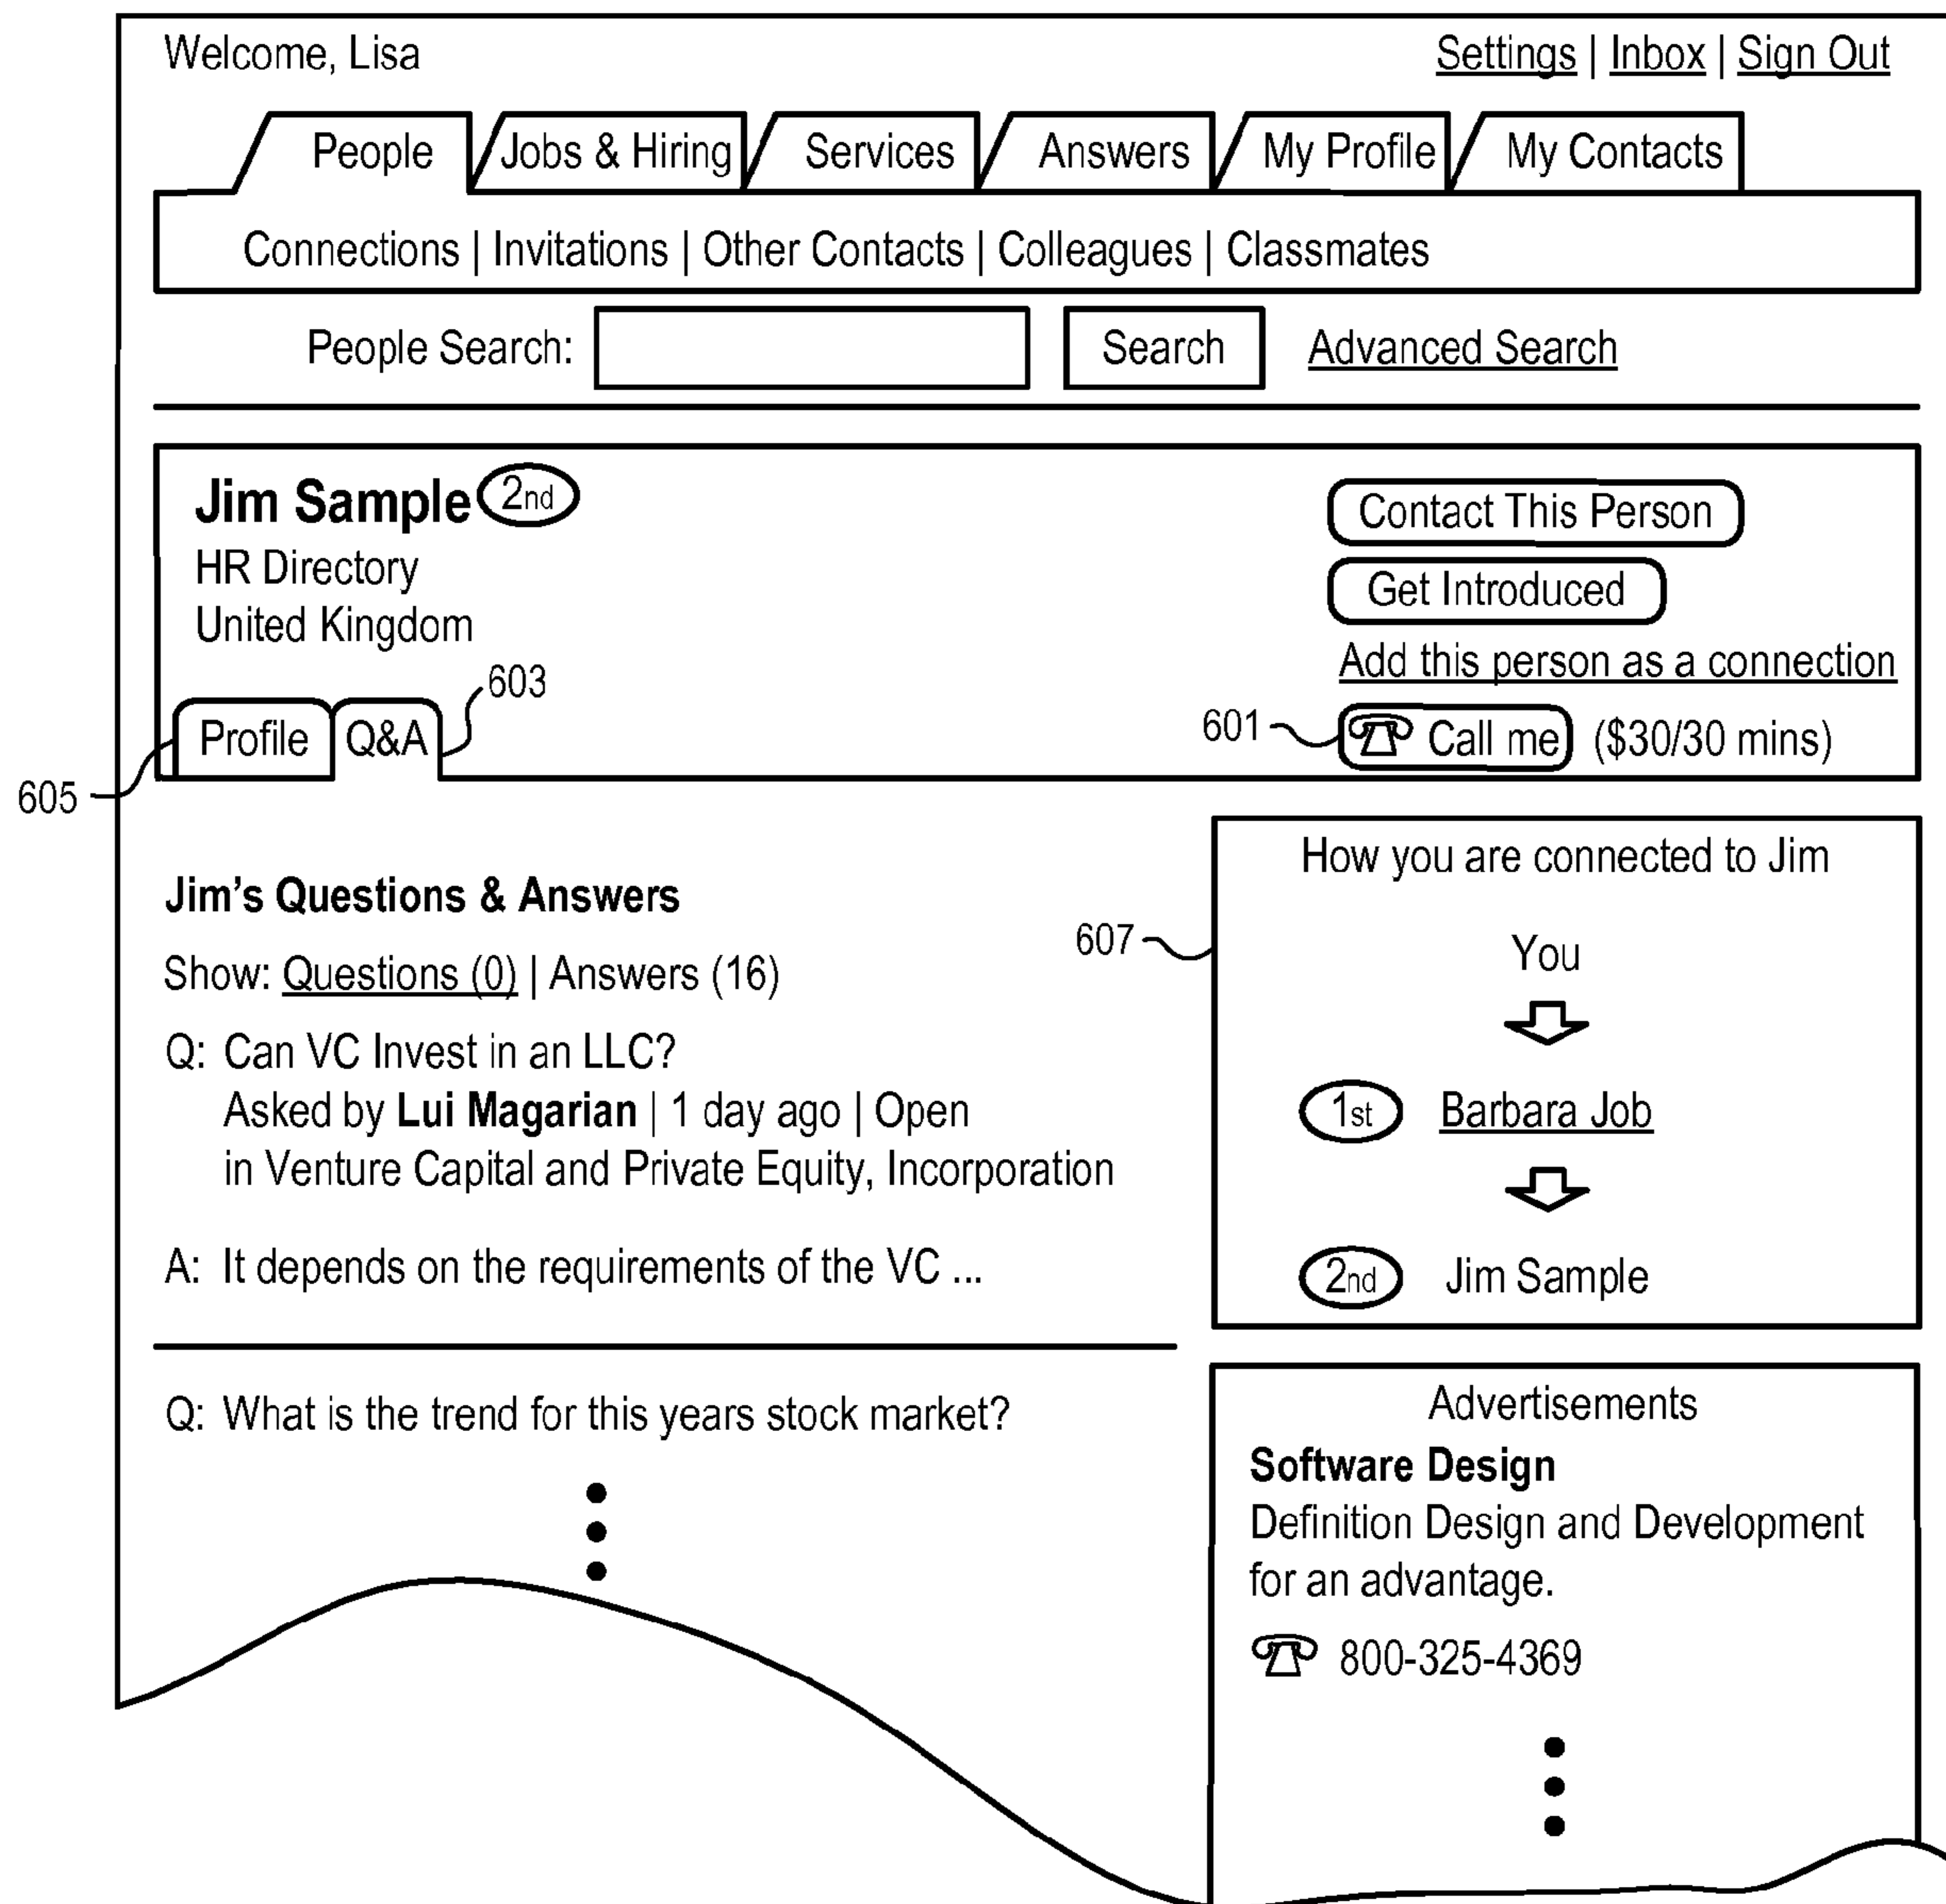 Welcome, Lisa
Settings | Inbox | Sign Out
People
Jobs & Hiring
Services
Answers
My Profile
My Contacts
Connections | Invitations | Other Contacts | Colleagues | Classmates
People Search:
Search
Advanced Search
Jim Sample 2nd
HR Directory
United Kingdom
Contact This Person
Get Introduced
Add this person as a connection
603
601
Call me ($30/30 mins)
Profile
Q&A
605
Jim's Questions & Answers
Show: Questions (0) | Answers (16)
Q: Can VC Invest in an LLC?
Asked by Lui Magarian | 1 day ago | Open
in Venture Capital and Private Equity, Incorporation
A: It depends on the requirements of the VC ...
Q: What is the trend for this years stock market?
607
How you are connected to Jim
You
1st Barbara Job
2nd Jim Sample
Advertisements
Software Design
Definition Design and Development
for an advantage.
800-325-4369